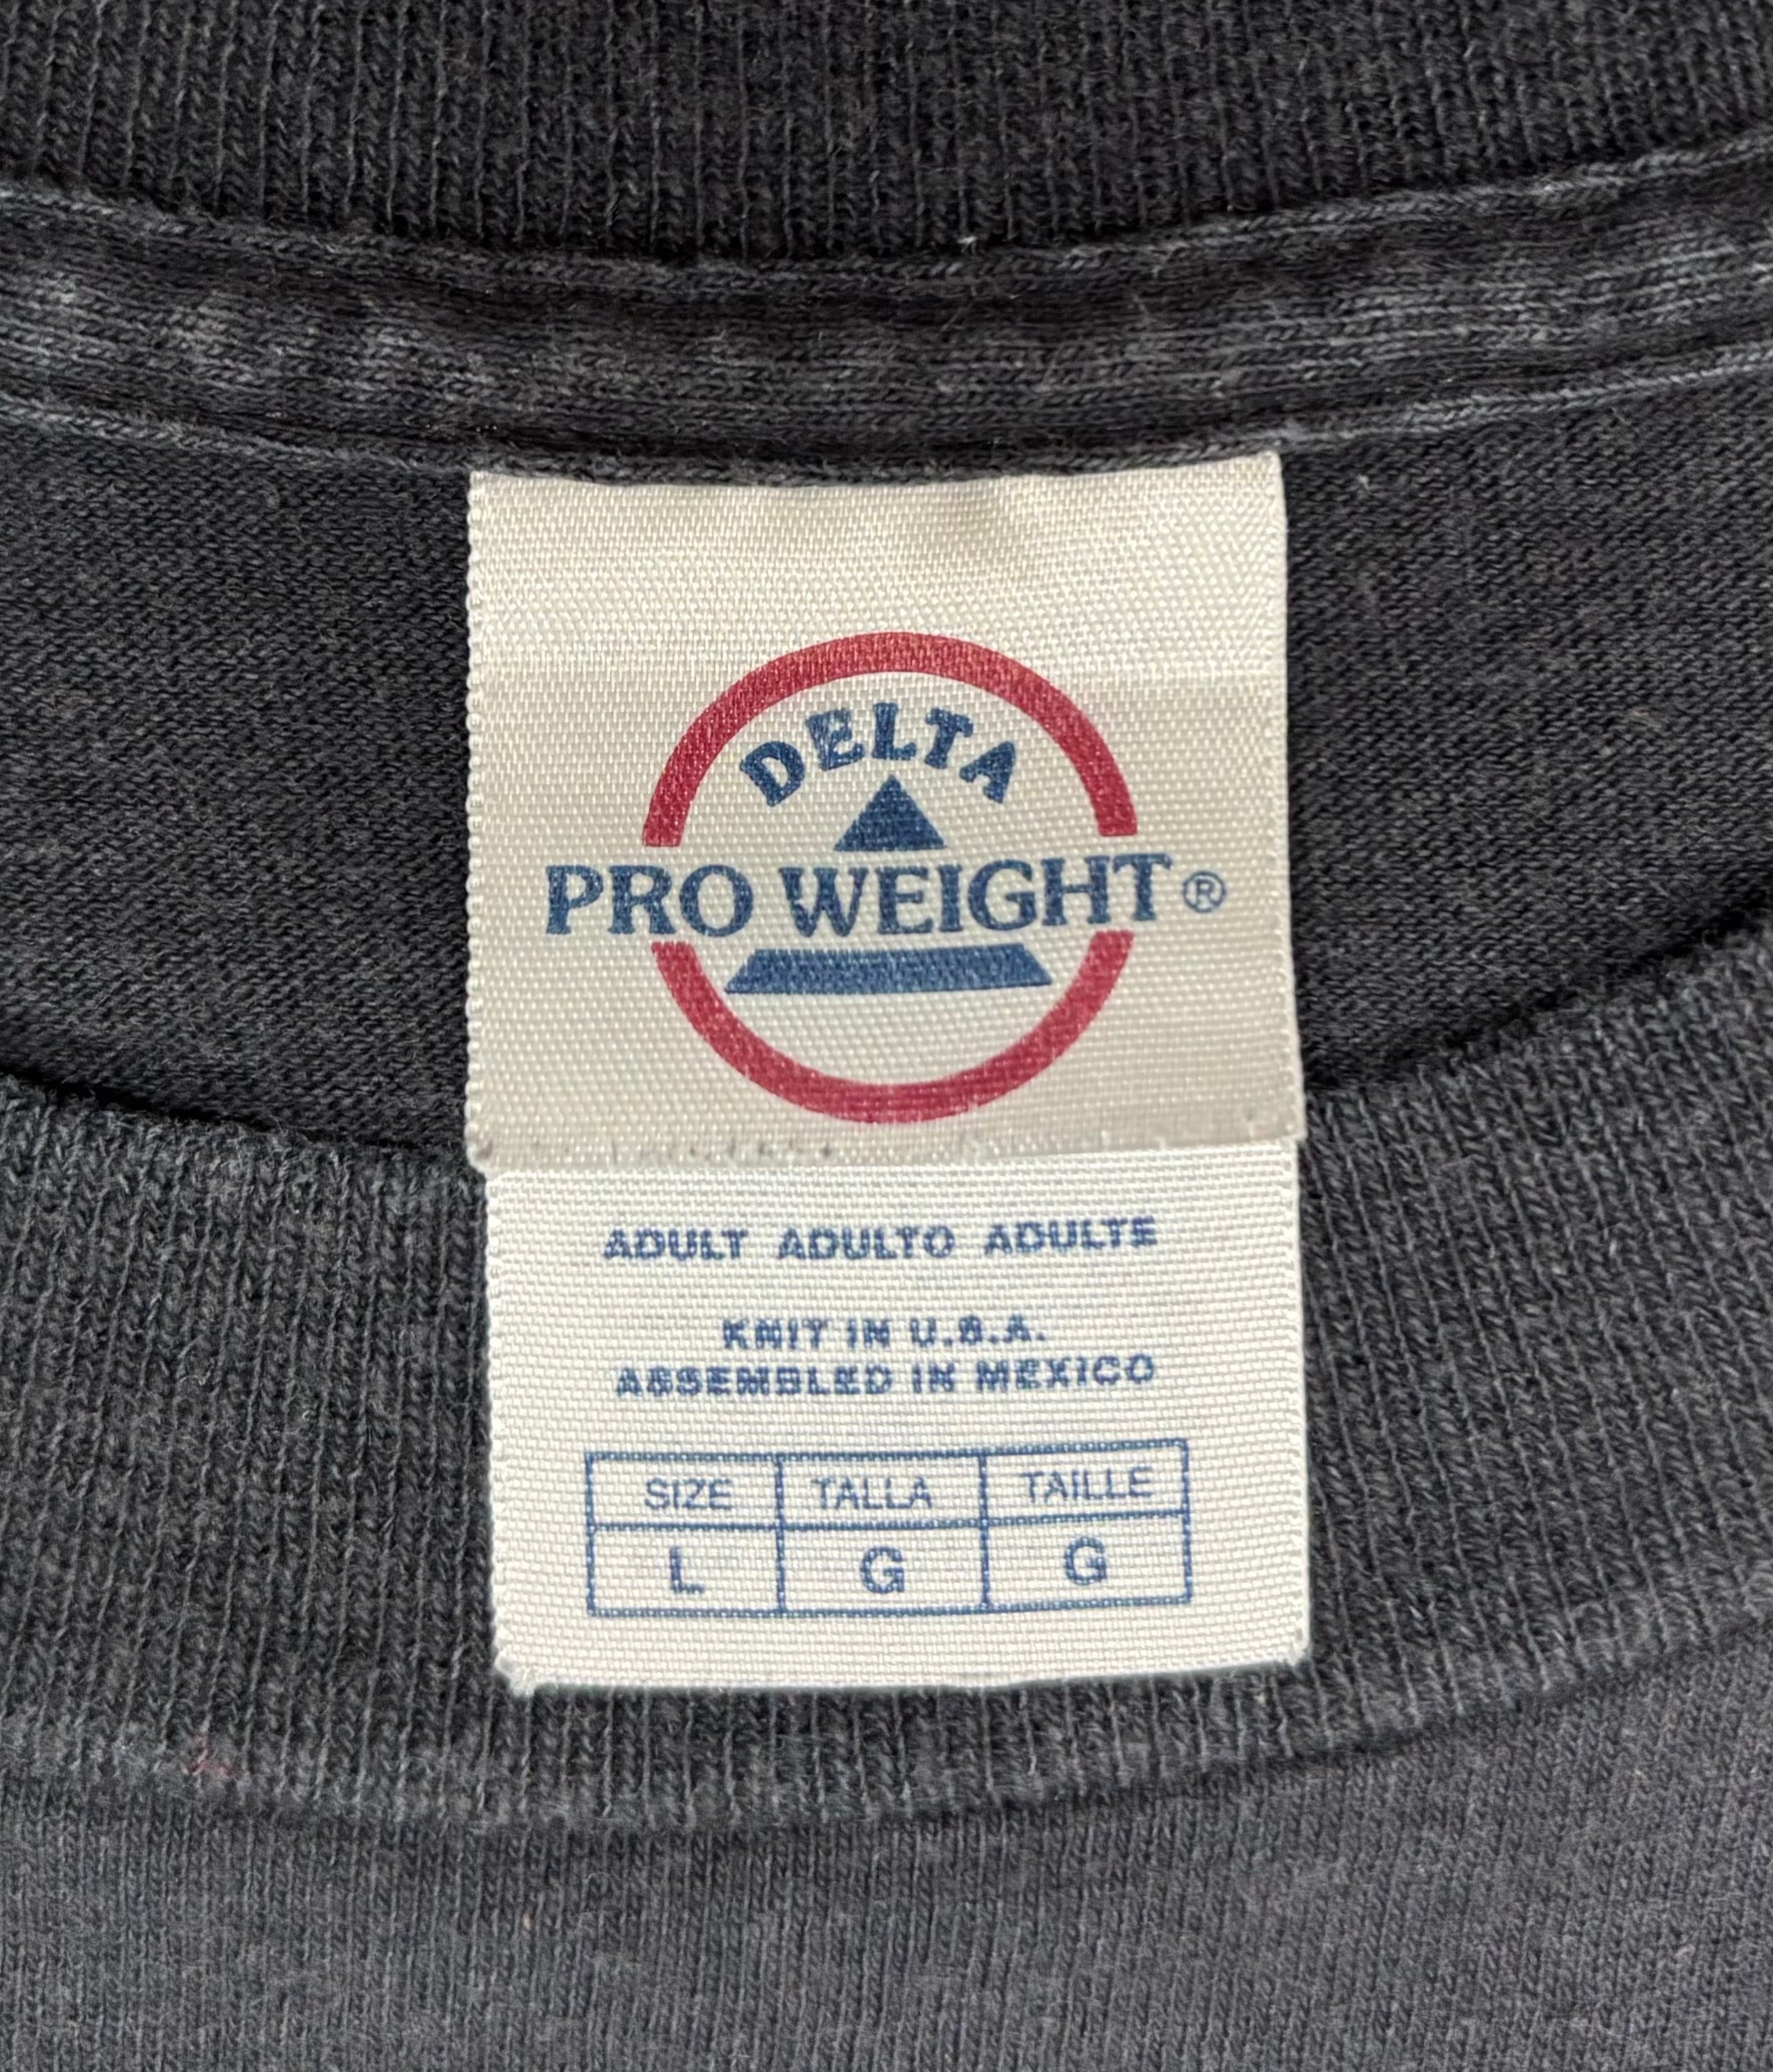 DELTA
PRO WEIGHT®
ADULT ADULTO ADULTE
KNIT IN U.S.A.
ASSEMBLED IN MEXICO
SIZE TALLA TAILLE
L G G